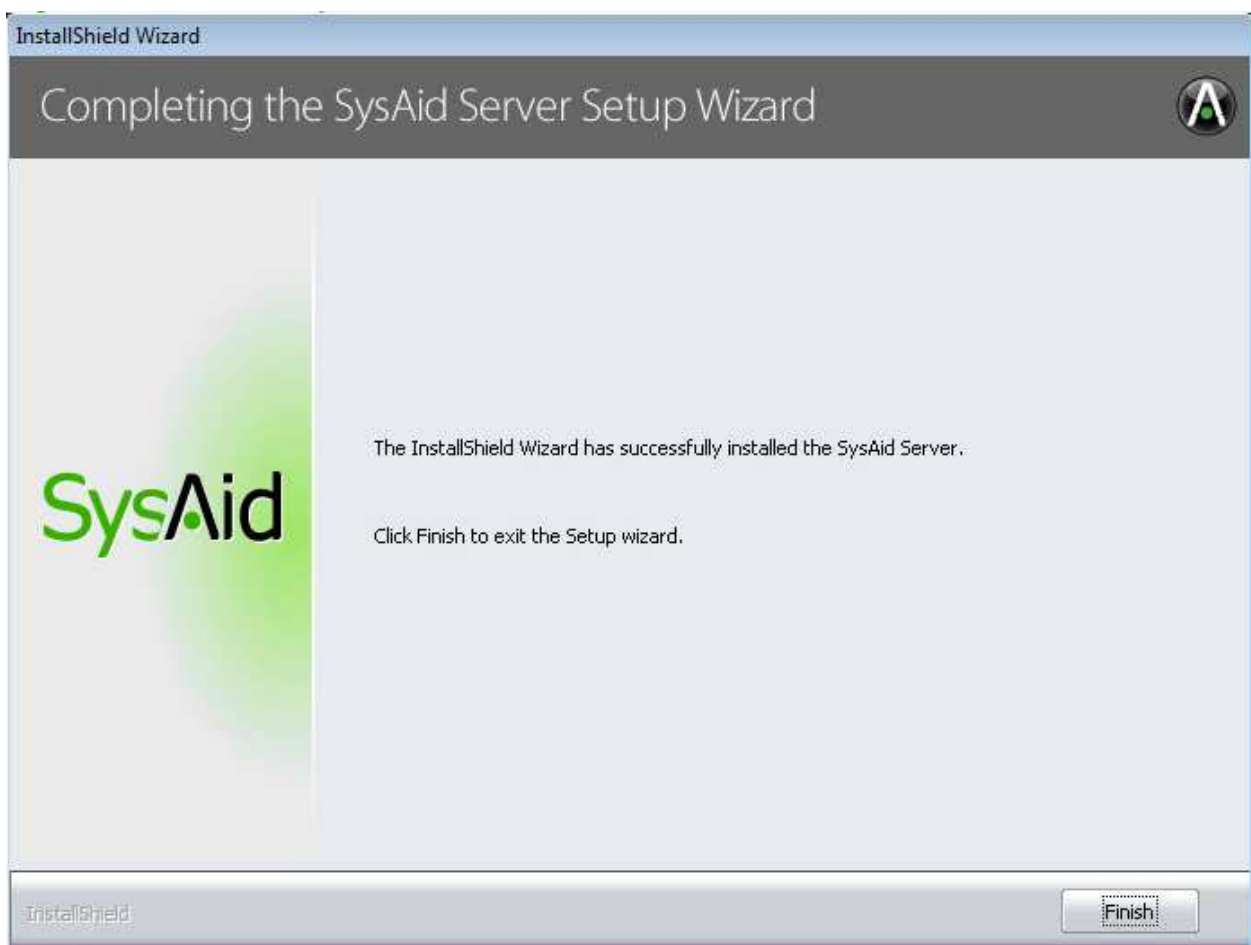 InstallShield Wizard
Completing the SysAid Server Setup Wizard
The InstallShield Wizard has successfully installed the SysAid Server.
SysAid
Click Finish to exit the Setup wizard.
InstallShield
Finish